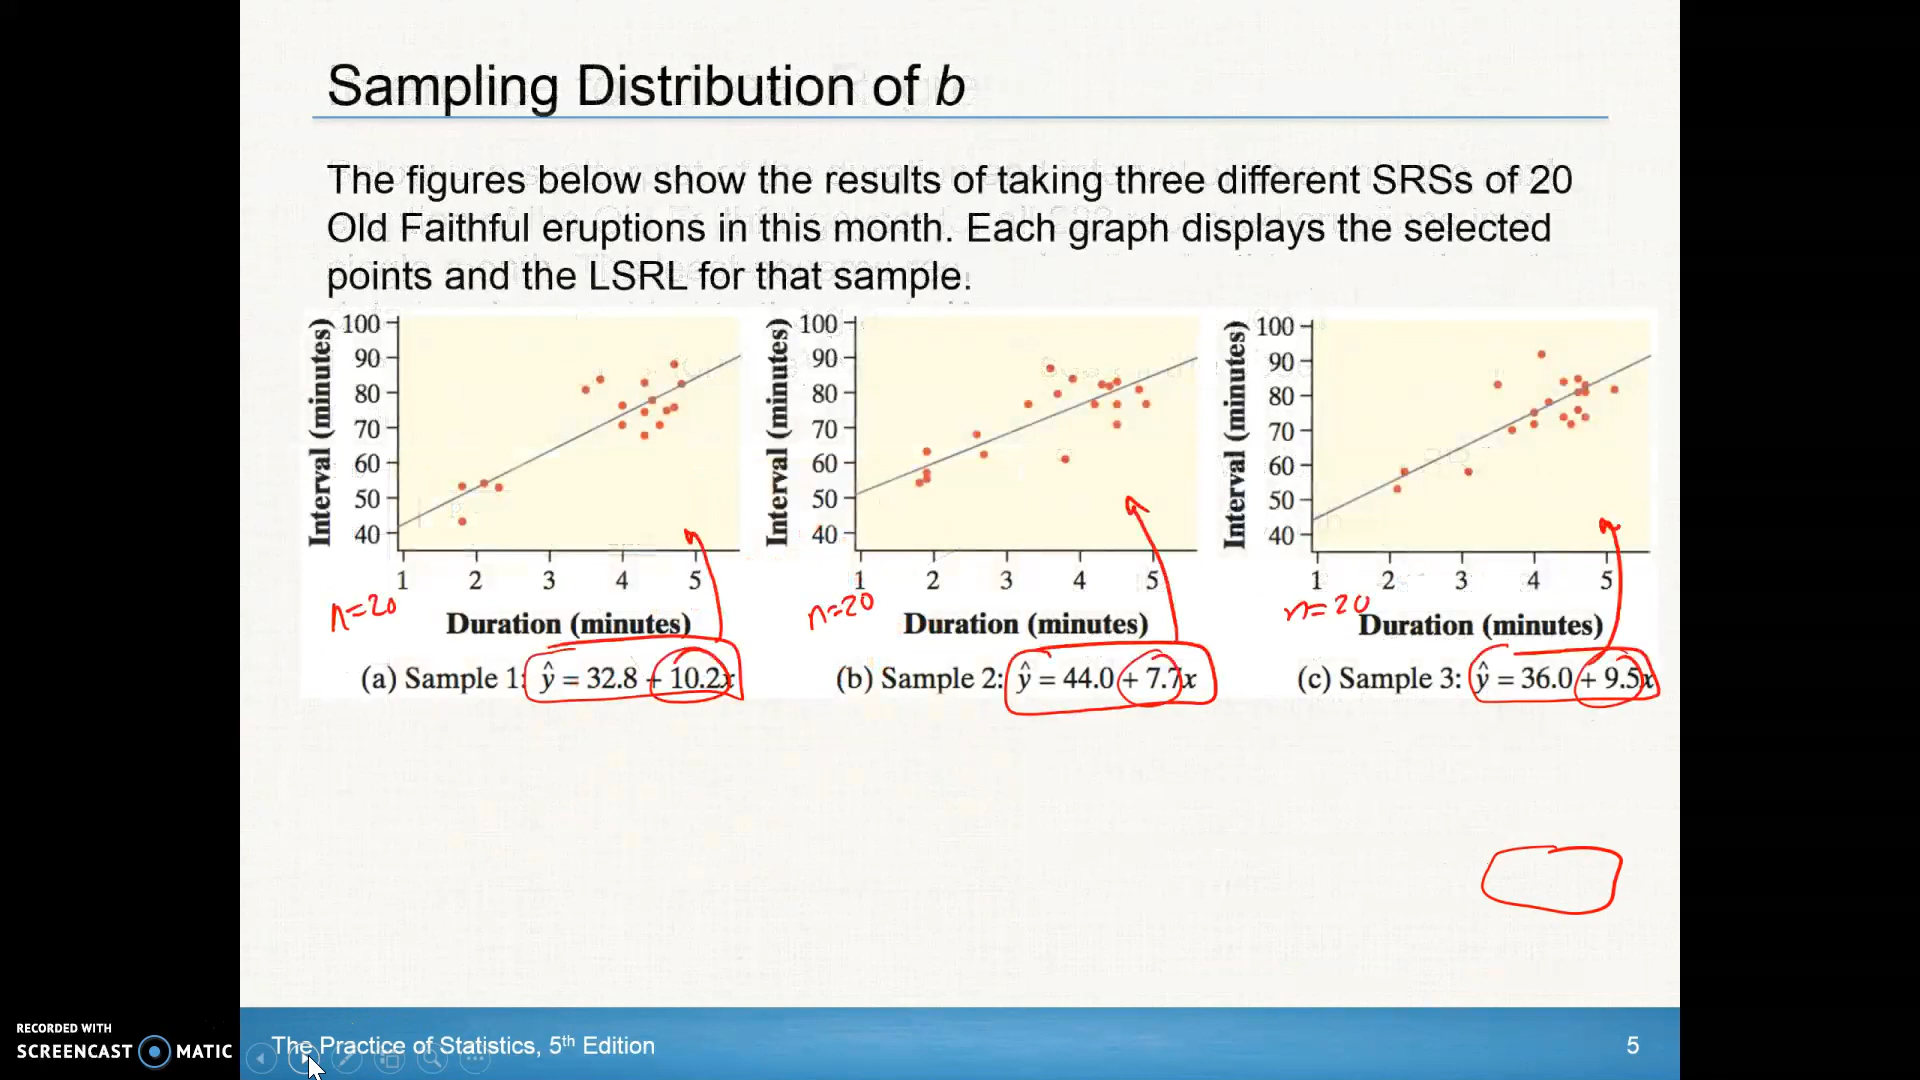 Sampling Distribution of b
The figures below show the results of taking three different SRSs of 20
Old Faithful eruptions in this month. Each graph displays the selected
points and the LSRL for that sample.
Interval (minutes)
100
90
80
70
60
50
40
1 2 3 4 5
n=20
Duration (minutes)
(a) Sample 1: ŷ = 32.8 + 10.2x
Interval (minutes)
100
90
80
70
60
50
40
1 2 3 4 5
n=20
Duration (minutes)
(b) Sample 2: ŷ = 44.0 + 7.7x
Interval (minutes)
100
90
80
70
60
50
40
1 2 3 4 5
n=20
Duration (minutes)
(c) Sample 3: ŷ = 36.0 + 9.5x
RECORDED WITH
SCREENCAST MATIC
The Practice of Statistics, 5th Edition
5